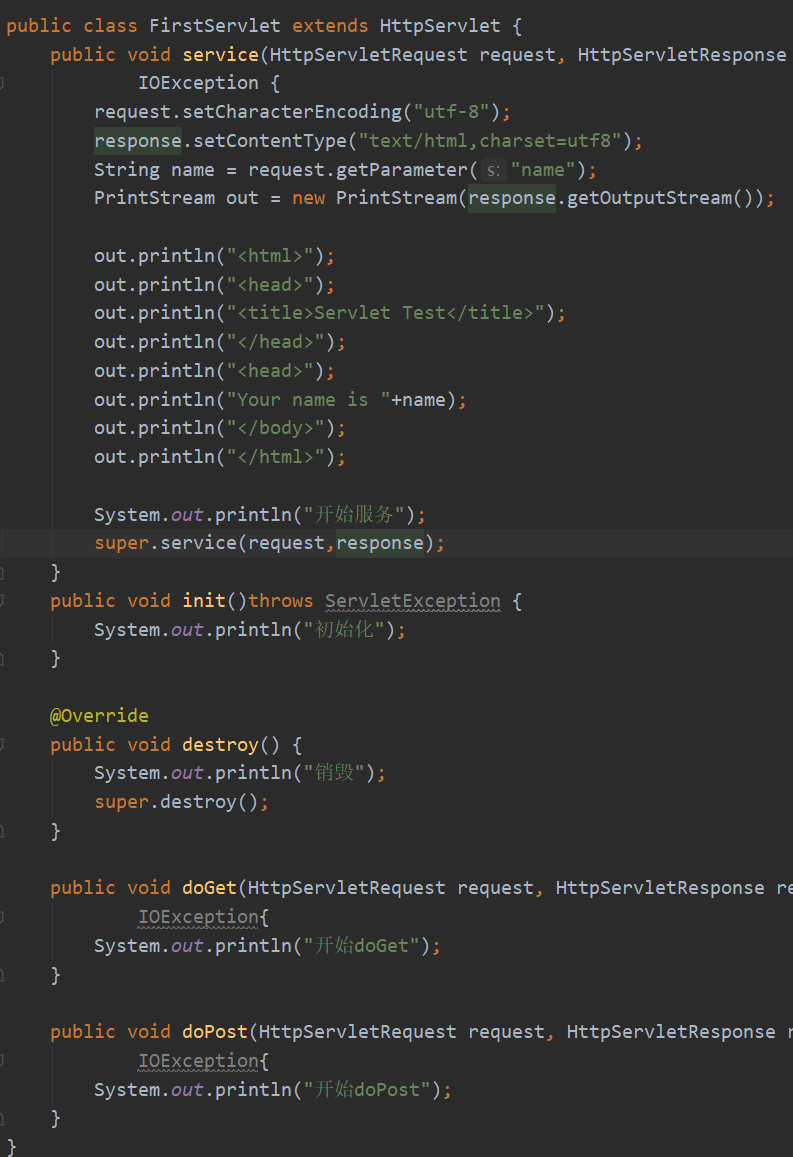 public class FirstServlet extends HttpServlet {
public void service(HttpServletRequest request, HttpServletResponse
IOException {
request.setCharacterEncoding("utf-8");
response.setContentType("text/html,charset=utf8");
String name = request.getParameter( s: "name");
PrintStream out = new PrintStream(response.getOutputStream());
out.println("<html>");
out.println("<head>");
out.println("<title>Servlet Test</title>");
out.println("</head>");
out.println("<head>");
out.println("Your name is "+name);
out.println("</body>");
out.println("</html>");
System.out.println("开始服务");
super.service(request,response);
}
public void init()throws ServletException {
System.out.println("初始化");
}
@Override
public void destroy() {
System.out.println("销毁");
super.destroy();
}
public void doGet(HttpServletRequest request, HttpServletResponse re
IOException{
System.out.println("开始doGet");
}
public void doPost(HttpServletRequest request, HttpServletResponse r
IOException{
System.out.println("开始doPost");
}
}